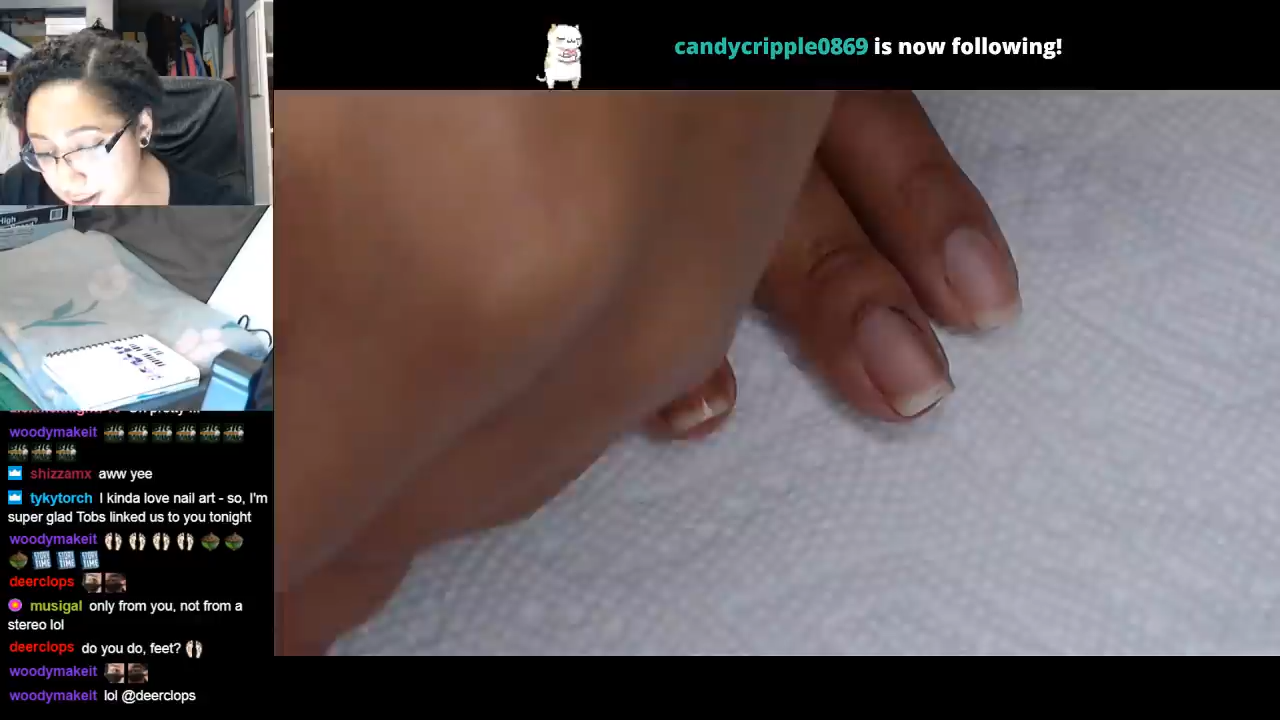 candycripple0869 is now following!
High
woodymakeit
shizzamx aww yee
tykytorch I kinda love nail art - so, I'm
super glad Tobs linked us to you tonight
woodymakeit
deerclops
musigal only from you, not from a
stereo lol
deerclops do you do, feet?
woodymakeit
woodymakeit lol @deerclops